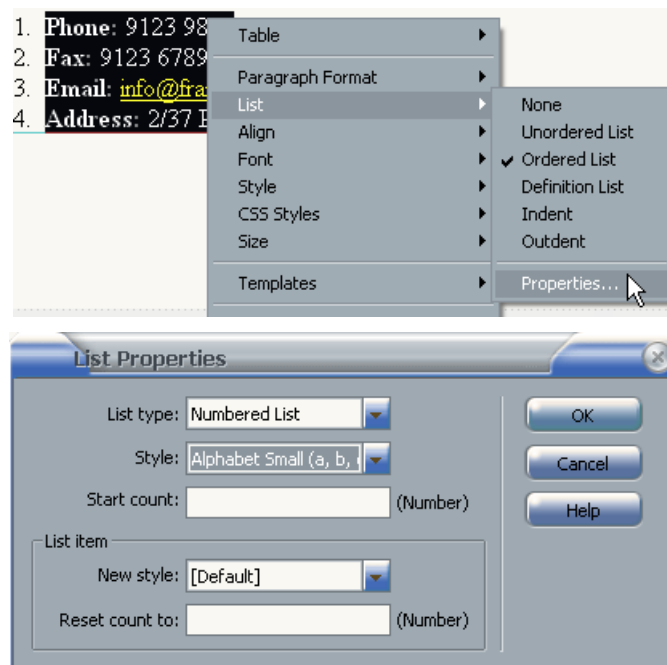 1. Phone: 9123 98
2. Fax: 9123 6789
3. Email: info@fra
4. Address: 2/37
Table
Paragraph Format
List
Align
Font
Style
CSS Styles
Size
Templates
None
Unordered List
Ordered List
Definition List
Indent
Outdent
Properties...
List Properties
List type: Numbered List
OK
Style: Alphabet Small (a, b,
Cancel
Start count: (Number)
Help
List item
New style: [Default]
Reset count to: (Number)